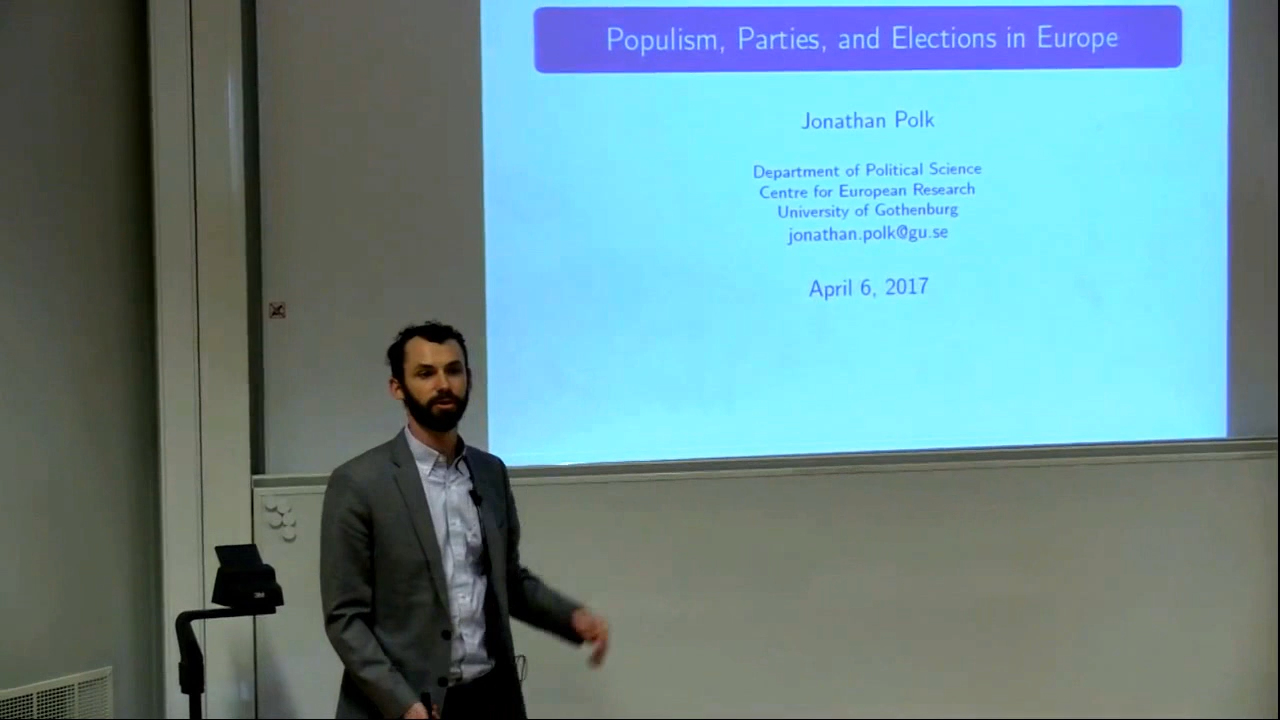 Populism, Parties, and Elections in Europe
Jonathan Polk
Department of Political Science
Centre for European Research
University of Gothenburg
jonathan.polk@gu.se
April 6, 2017